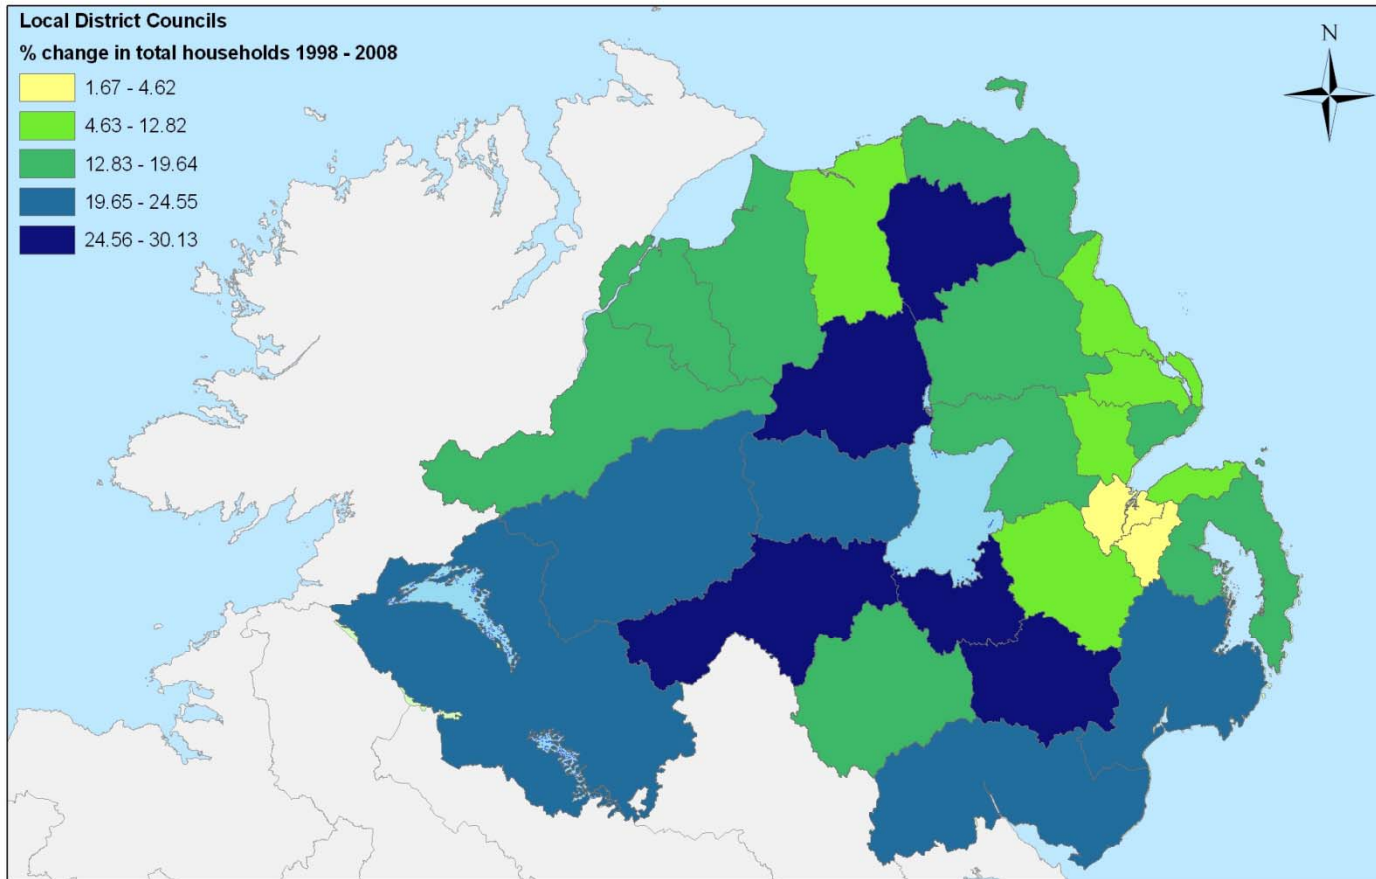 Local District Councils
% change in total households 1998 - 2008
1.67 - 4.62
4.63 - 12.82
12.83 - 19.64
19.65 - 24.55
24.56 - 30.13
N